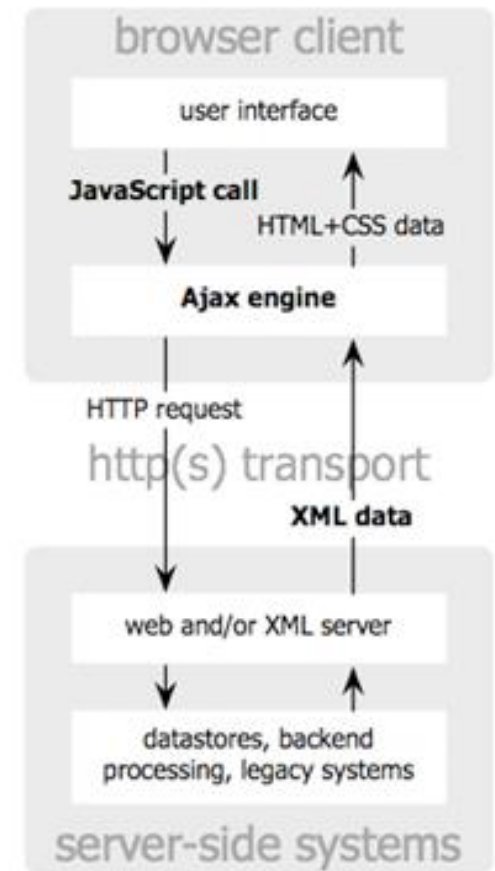 browser client
user interface
JavaScript call
HTML+CSS data
Ajax engine
HTTP request
http(s) transport
XML data
web and/or XML server
datastores, backend
processing, legacy systems
server-side systems